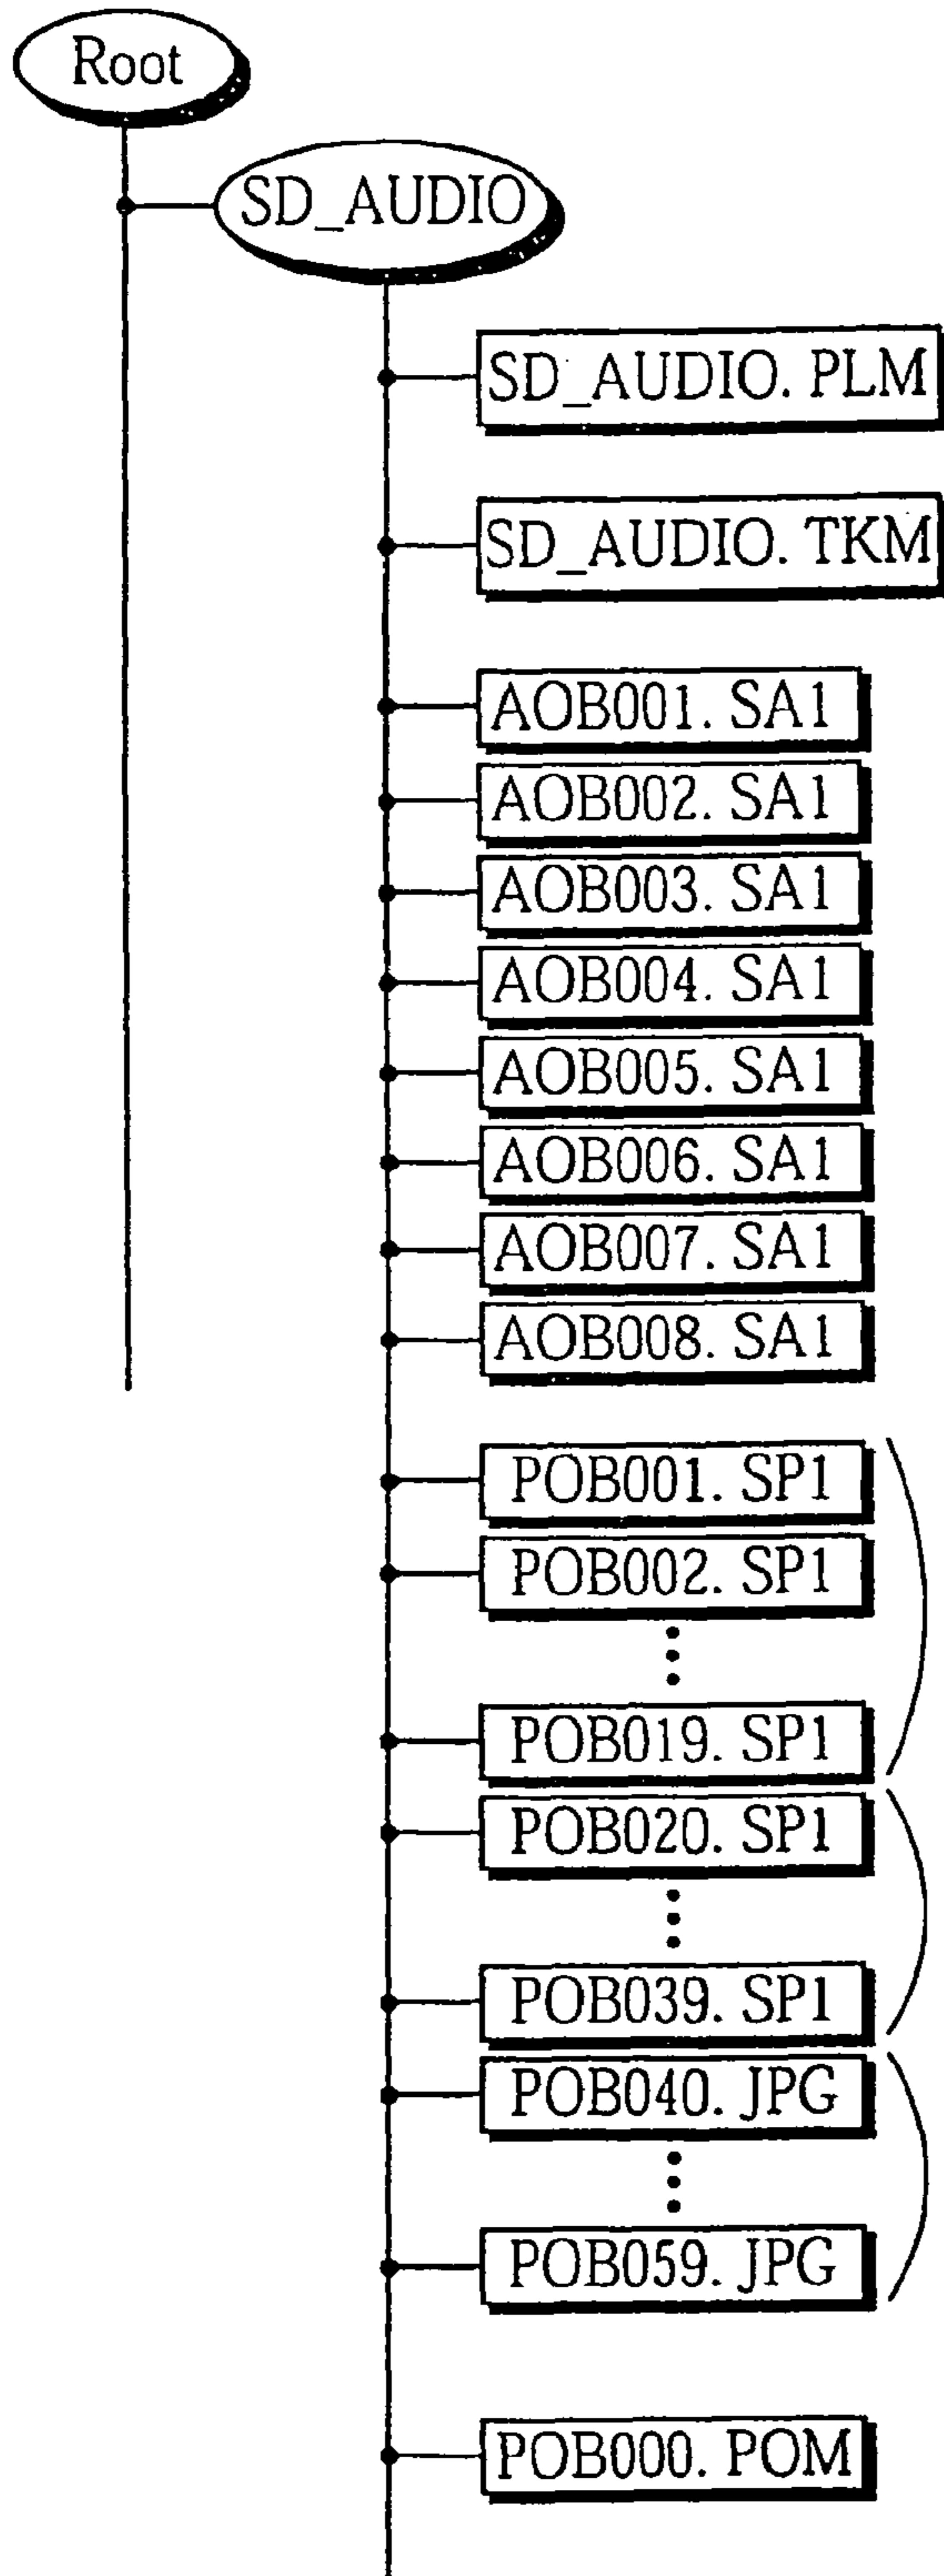 Root
SD_AUDIO
SD_AUDIO. PLM
SD_AUDIO. TKM
AOB001. SA1
AOB002. SA1
AOB003. SA1
AOB004. SA1
AOB005. SA1
AOB006. SA1
AOB007. SA1
AOB008. SA1
POB001. SP1
POB002. SP1
POB019. SP1
POB020. SP1
POB039. SP1
POB040. JPG
POB059. JPG
POB000. POM